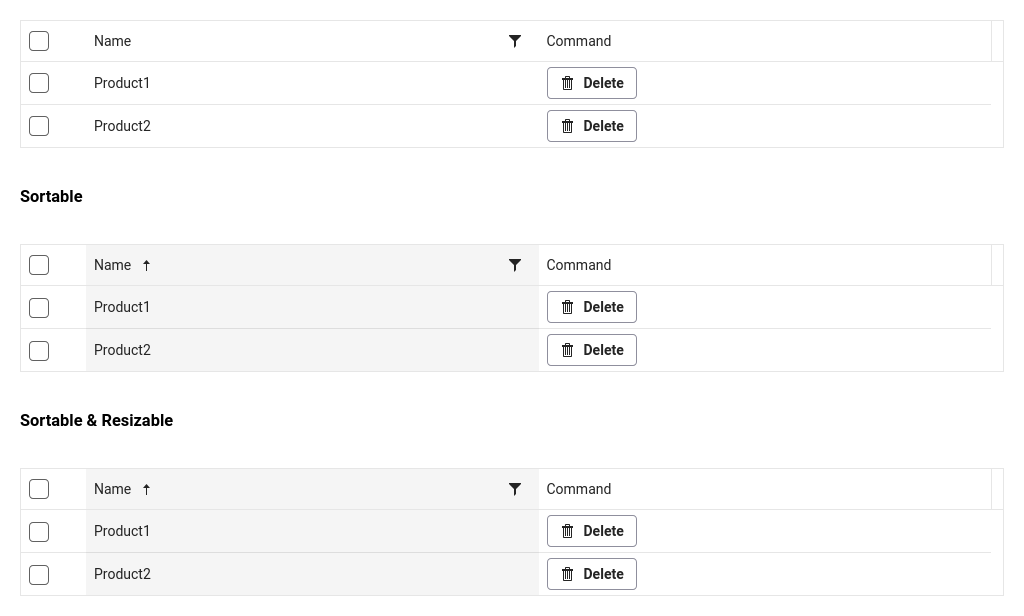 Name Command
Product1 Delete
Product2 Delete
Sortable
Name Command
Product1 Delete
Product2 Delete
Sortable & Resizable
Name Command
Product1 Delete
Product2 Delete